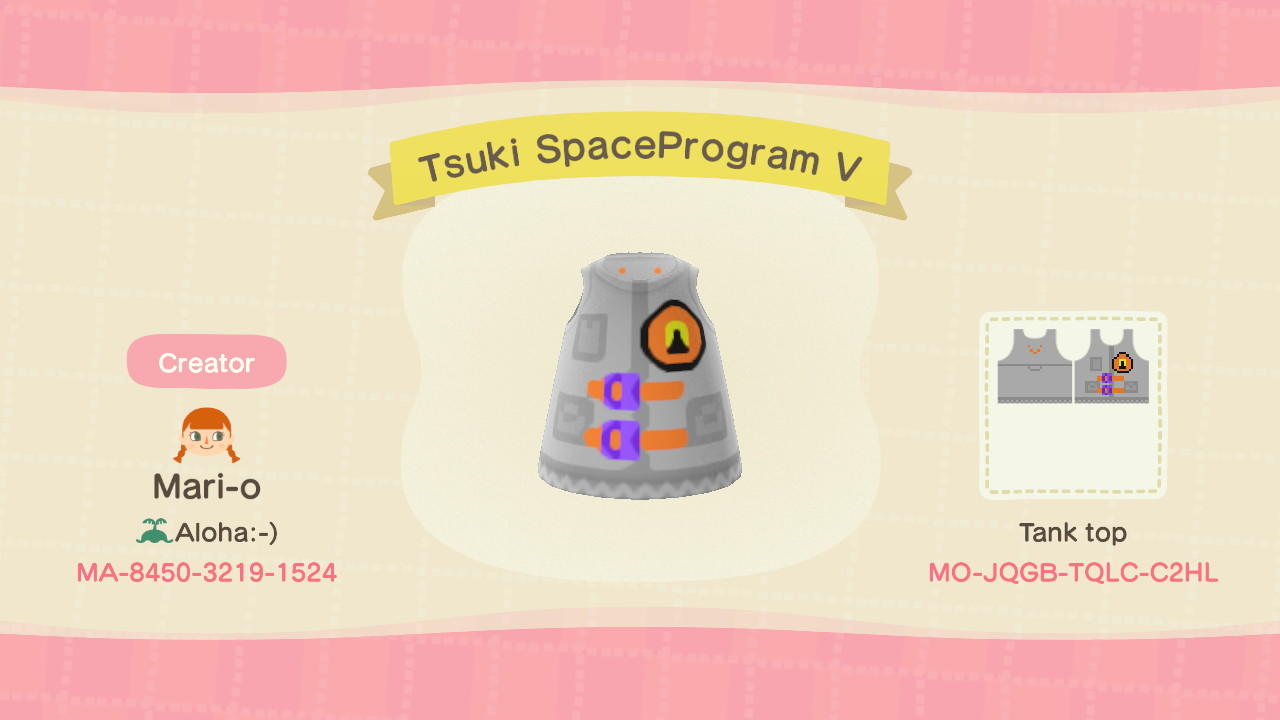 Tsuki SpaceProgram V
Creator
Mari-o
Aloha:-)
MA-8450-3219-1524
Tank top
MO-JQGB-TQLC-C2HL